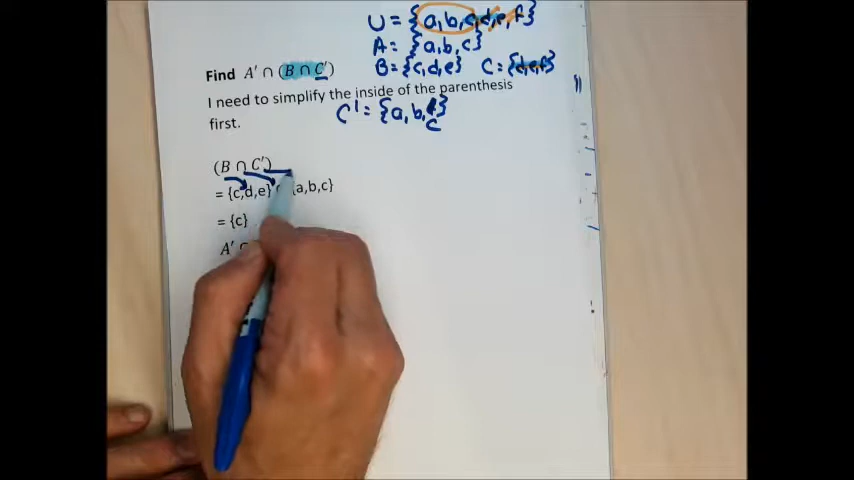 U = {a,b,c,d,e,f}
A = {a,b,c}
B = {c,d,e} C = {d,e,f}
Find A′ ∩ (B ∩ C′)
I need to simplify the inside of the parenthesis
first.
C' = {a,b,c}
(B ∩ C′)
= {c,d,e} {a,b,c}
= {c}
A′